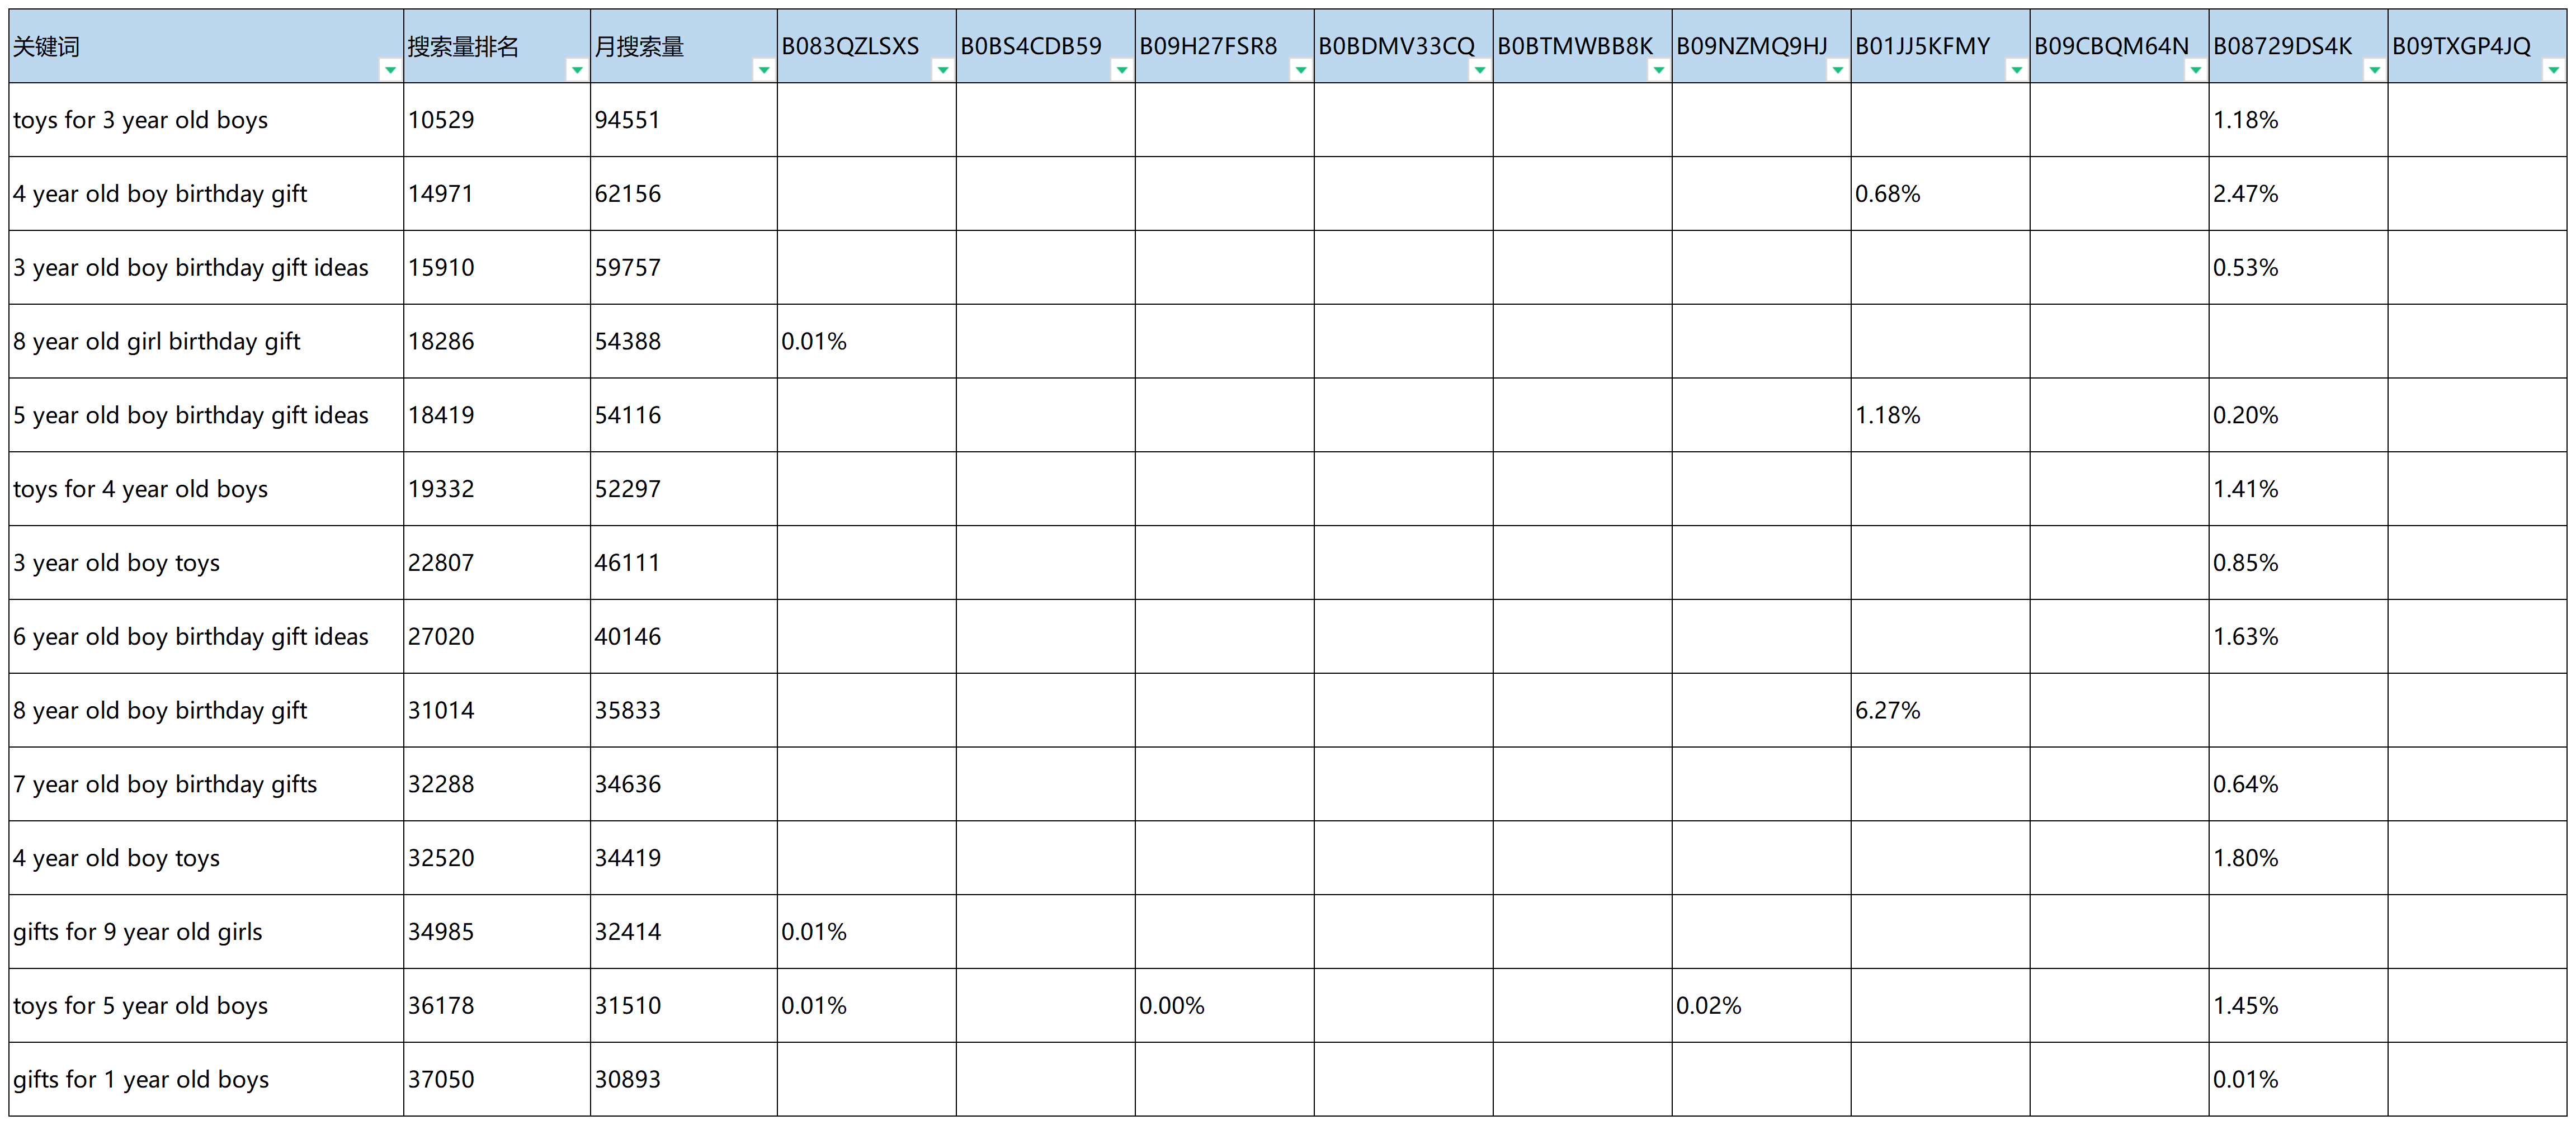 关键词 搜索量排名 月搜索量 B083QZLSXS B0BS4CDB59 B09H27FSR8 B0BDMV33CQ B0BTMWBB8K B09NZMQ9HJ B01JJ5KFMY B09CBQM64N B08729DS4K B09TXGP4JQ
toys for 3 year old boys 10529 94551 1.18%
4 year old boy birthday gift 14971 62156 0.68% 2.47%
3 year old boy birthday gift ideas 15910 59757 0.53%
8 year old girl birthday gift 18286 54388 0.01%
5 year old boy birthday gift ideas 18419 54116 1.18% 0.20%
toys for 4 year old boys 19332 52297 1.41%
3 year old boy toys 22807 46111 0.85%
6 year old boy birthday gift ideas 27020 40146 1.63%
8 year old boy birthday gift 31014 35833 6.27%
7 year old boy birthday gifts 32288 34636 0.64%
4 year old boy toys 32520 34419 1.80%
gifts for 9 year old girls 34985 32414 0.01%
toys for 5 year old boys 36178 31510 0.01% 0.00% 0.02% 1.45%
gifts for 1 year old boys 37050 30893 0.01%